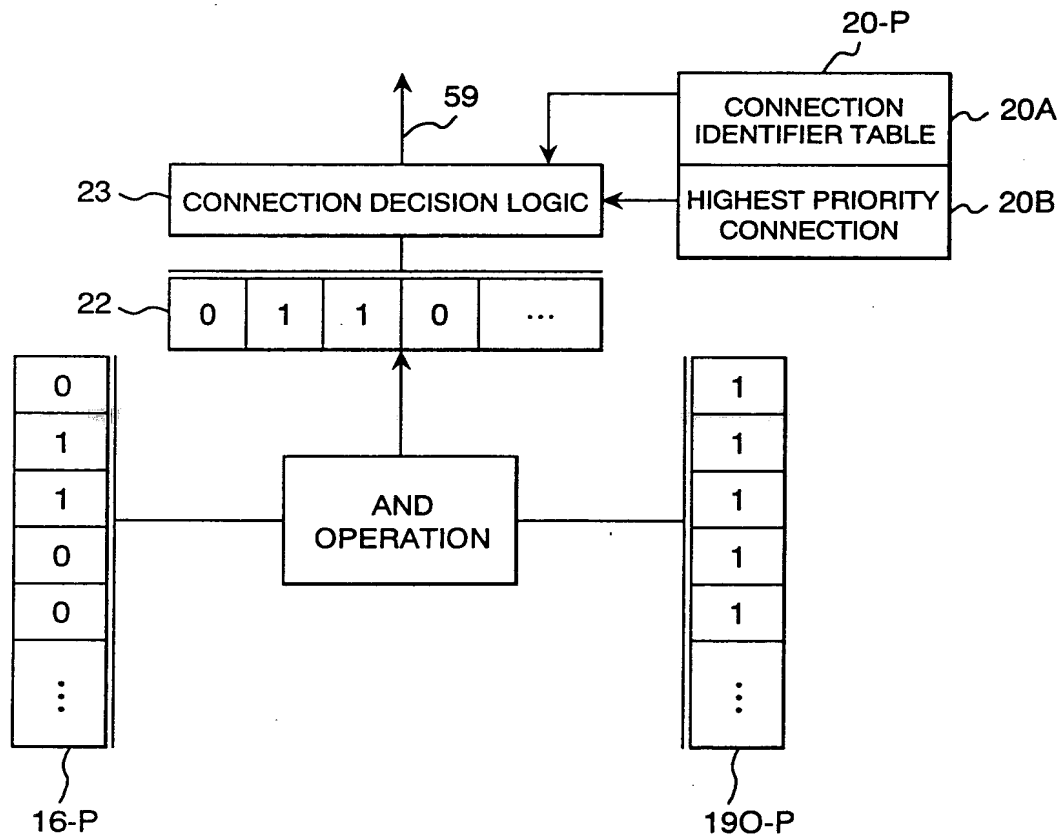 20-P
59
CONNECTION
IDENTIFIER TABLE
20A
23
CONNECTION DECISION LOGIC
HIGHEST PRIORITY
CONNECTION
20B
22
0 1 1 0 ...
0
1
1
0
0
...
AND
OPERATION
1
1
1
1
1
...
16-P
19O-P